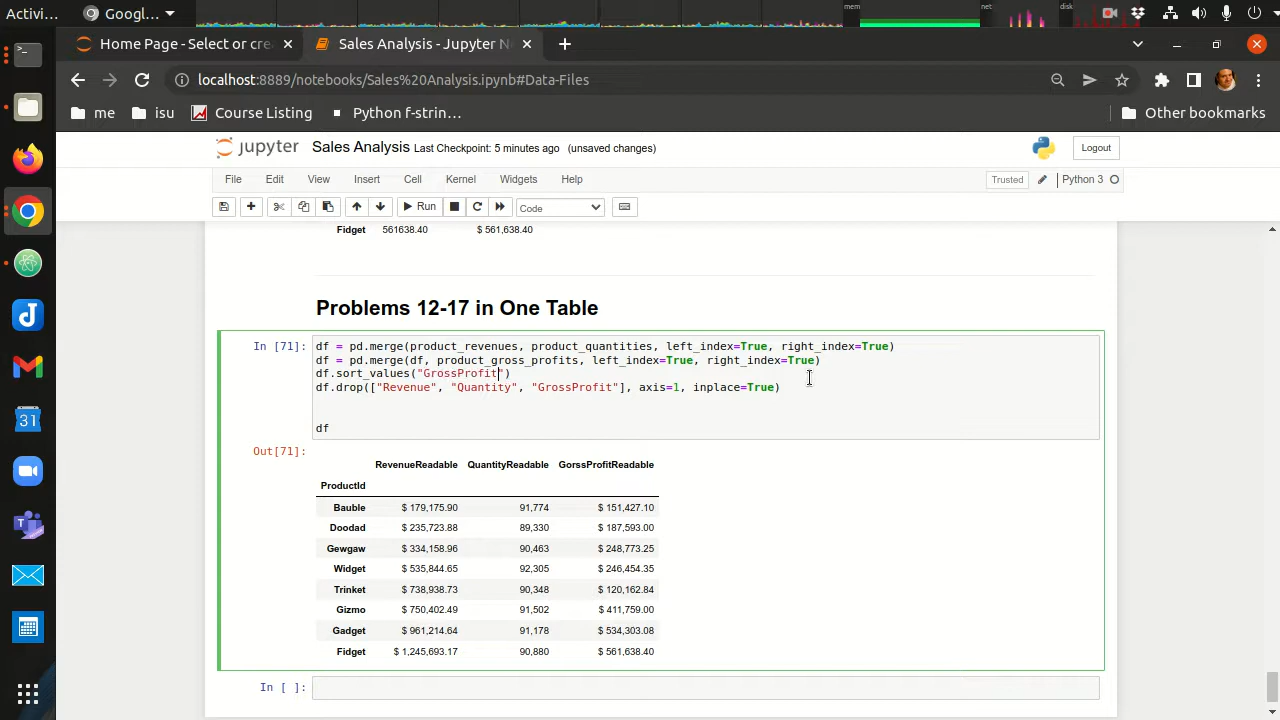 Activi...
Googl...
mem
net
disk
Home Page - Select or cre
Sales Analysis - Jupyter N
localhost:8889/notebooks/Sales%20Analysis.ipynb#Data-Files
me
isu
Course Listing
Python f-strin...
Other bookmarks
jupyter
Sales Analysis Last Checkpoint: 5 minutes ago (unsaved changes)
Logout
File Edit View Insert Cell Kernel Widgets Help
Trusted
Python 3
Run
Code
Fidget 561638.40 $ 561,638.40
Problems 12-17 in One Table
In [71]:
df = pd.merge(product_revenues, product_quantities, left_index=True, right_index=True)
df = pd.merge(df, product_gross_profits, left_index=True, right_index=True)
df.sort_values("GrossProfit")
df.drop(["Revenue", "Quantity", "GrossProfit"], axis=1, inplace=True)
df
Out[71]:
RevenueReadable QuantityReadable GorssProfitReadable
ProductId
Bauble $ 179,175.90 91,774 $ 151,427.10
Doodad $ 235,723.88 89,330 $ 187,593.00
Gewgaw $ 334,158.96 90,463 $ 248,773.25
Widget $ 535,844.65 92,305 $ 246,454.35
Trinket $ 738,938.73 90,348 $ 120,162.84
Gizmo $ 750,402.49 91,502 $ 411,759.00
Gadget $ 961,214.64 91,178 $ 534,303.08
Fidget $ 1,245,693.17 90,880 $ 561,638.40
In [ ]:
31